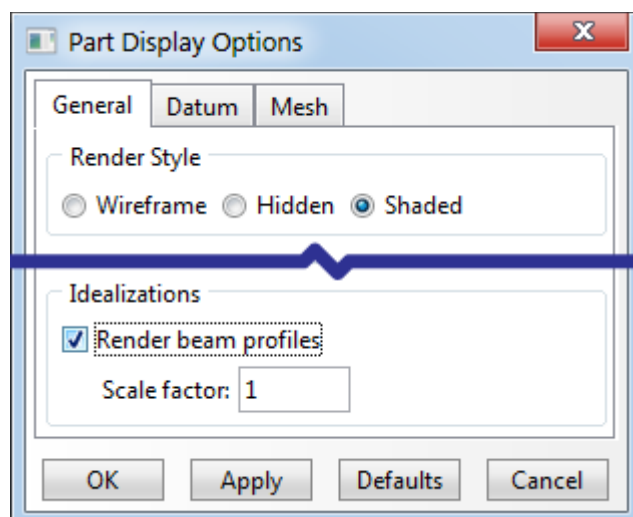 Part Display Options
General Datum Mesh
Render Style
Wireframe Hidden Shaded
Idealizations
Render beam profiles
Scale factor: 1
OK Apply Defaults Cancel